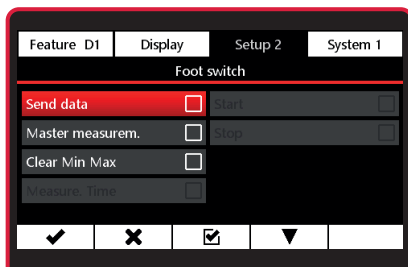 Feature D1 Display Setup 2 System 1
Foot switch
Send data Start
Master measurem. Stop
Clear Min Max
Measure. Time